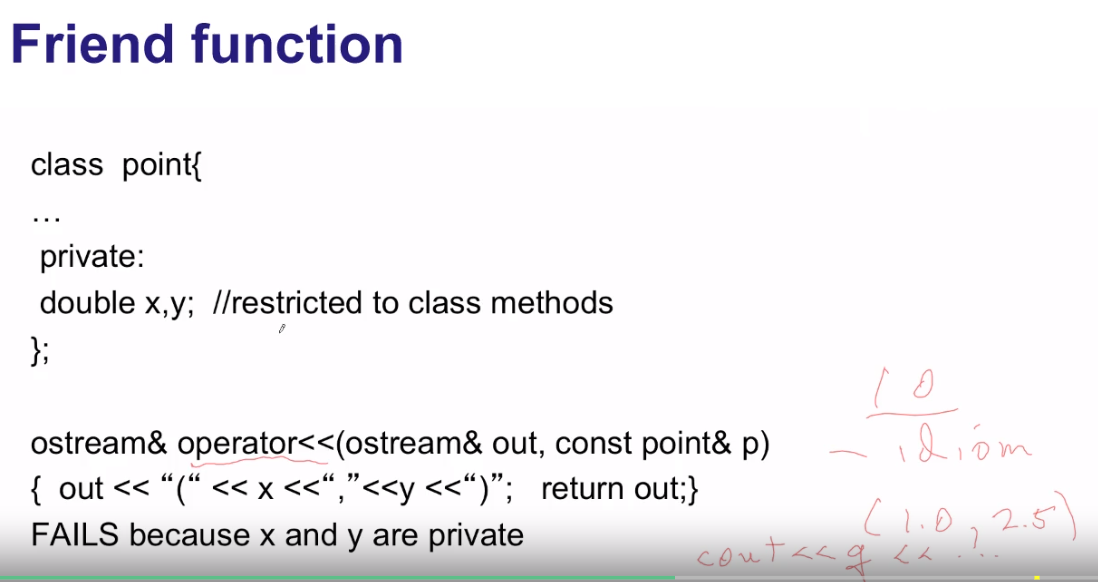 Friend function
class point{
...
private:
double x,y; //restricted to class methods
};
ostream& operator<<(ostream& out, const point& p)
{ out << “(“ << x <<“,”<<y <<“)”; return out;}
FAILS because x and y are private
IO
– idiom
(1.0, 2.5)
cout<<q << ...